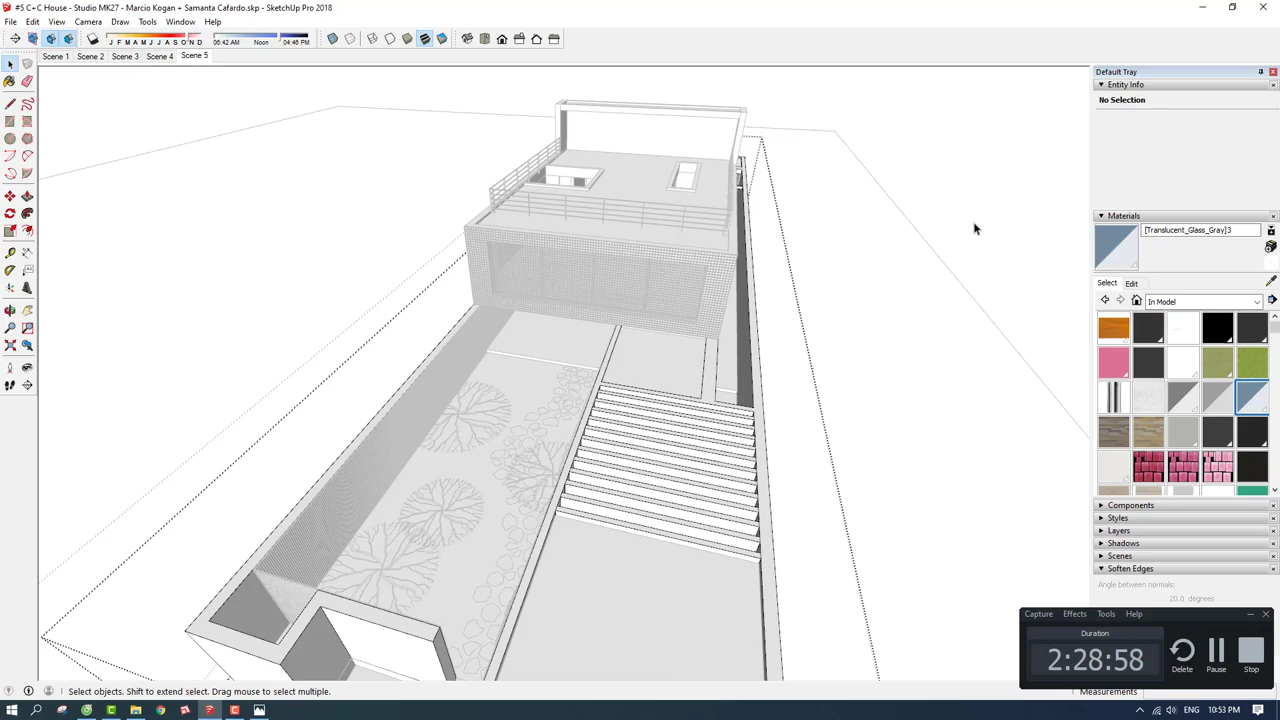 #5 C+C House - Studio MK27 - Marcio Kogan + Samanta Cafardo.skp - SketchUp Pro 2018
File Edit View Camera Draw Tools Window Help
J F M A M J J A S O N D 06:42 AM Noon 04:46 PM
Scene 1 Scene 2 Scene 3 Scene 4 Scene 5
Default Tray
Entity Info
No Selection
Materials
[Translucent_Glass_Gray]3
Select Edit
In Model
Components
Styles
Layers
Shadows
Scenes
Soften Edges
Angle between normals:
20.0 degrees
Capture Effects Tools Help
Duration
2:28:58
Delete Pause Stop
Select objects. Shift to extend select. Drag mouse to select multiple.
Measurements
10:53 PM